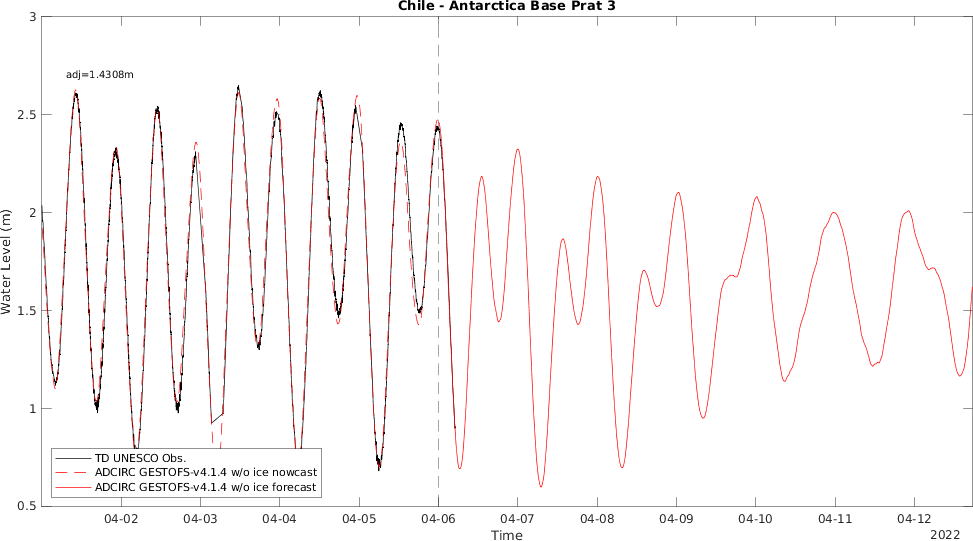 Chile - Antarctica Base Prat 3
3
adj=1.4308m
2.5
2
Water Level (m)
1.5
1
TD UNESCO Obs.
ADCIRC GESTOFS-v4.1.4 w/o ice nowcast
ADCIRC GESTOFS-v4.1.4 w/o ice forecast
0.5
04-02 04-03 04-04 04-05 04-06 04-07 04-08 04-09 04-10 04-11 04-12
Time
2022